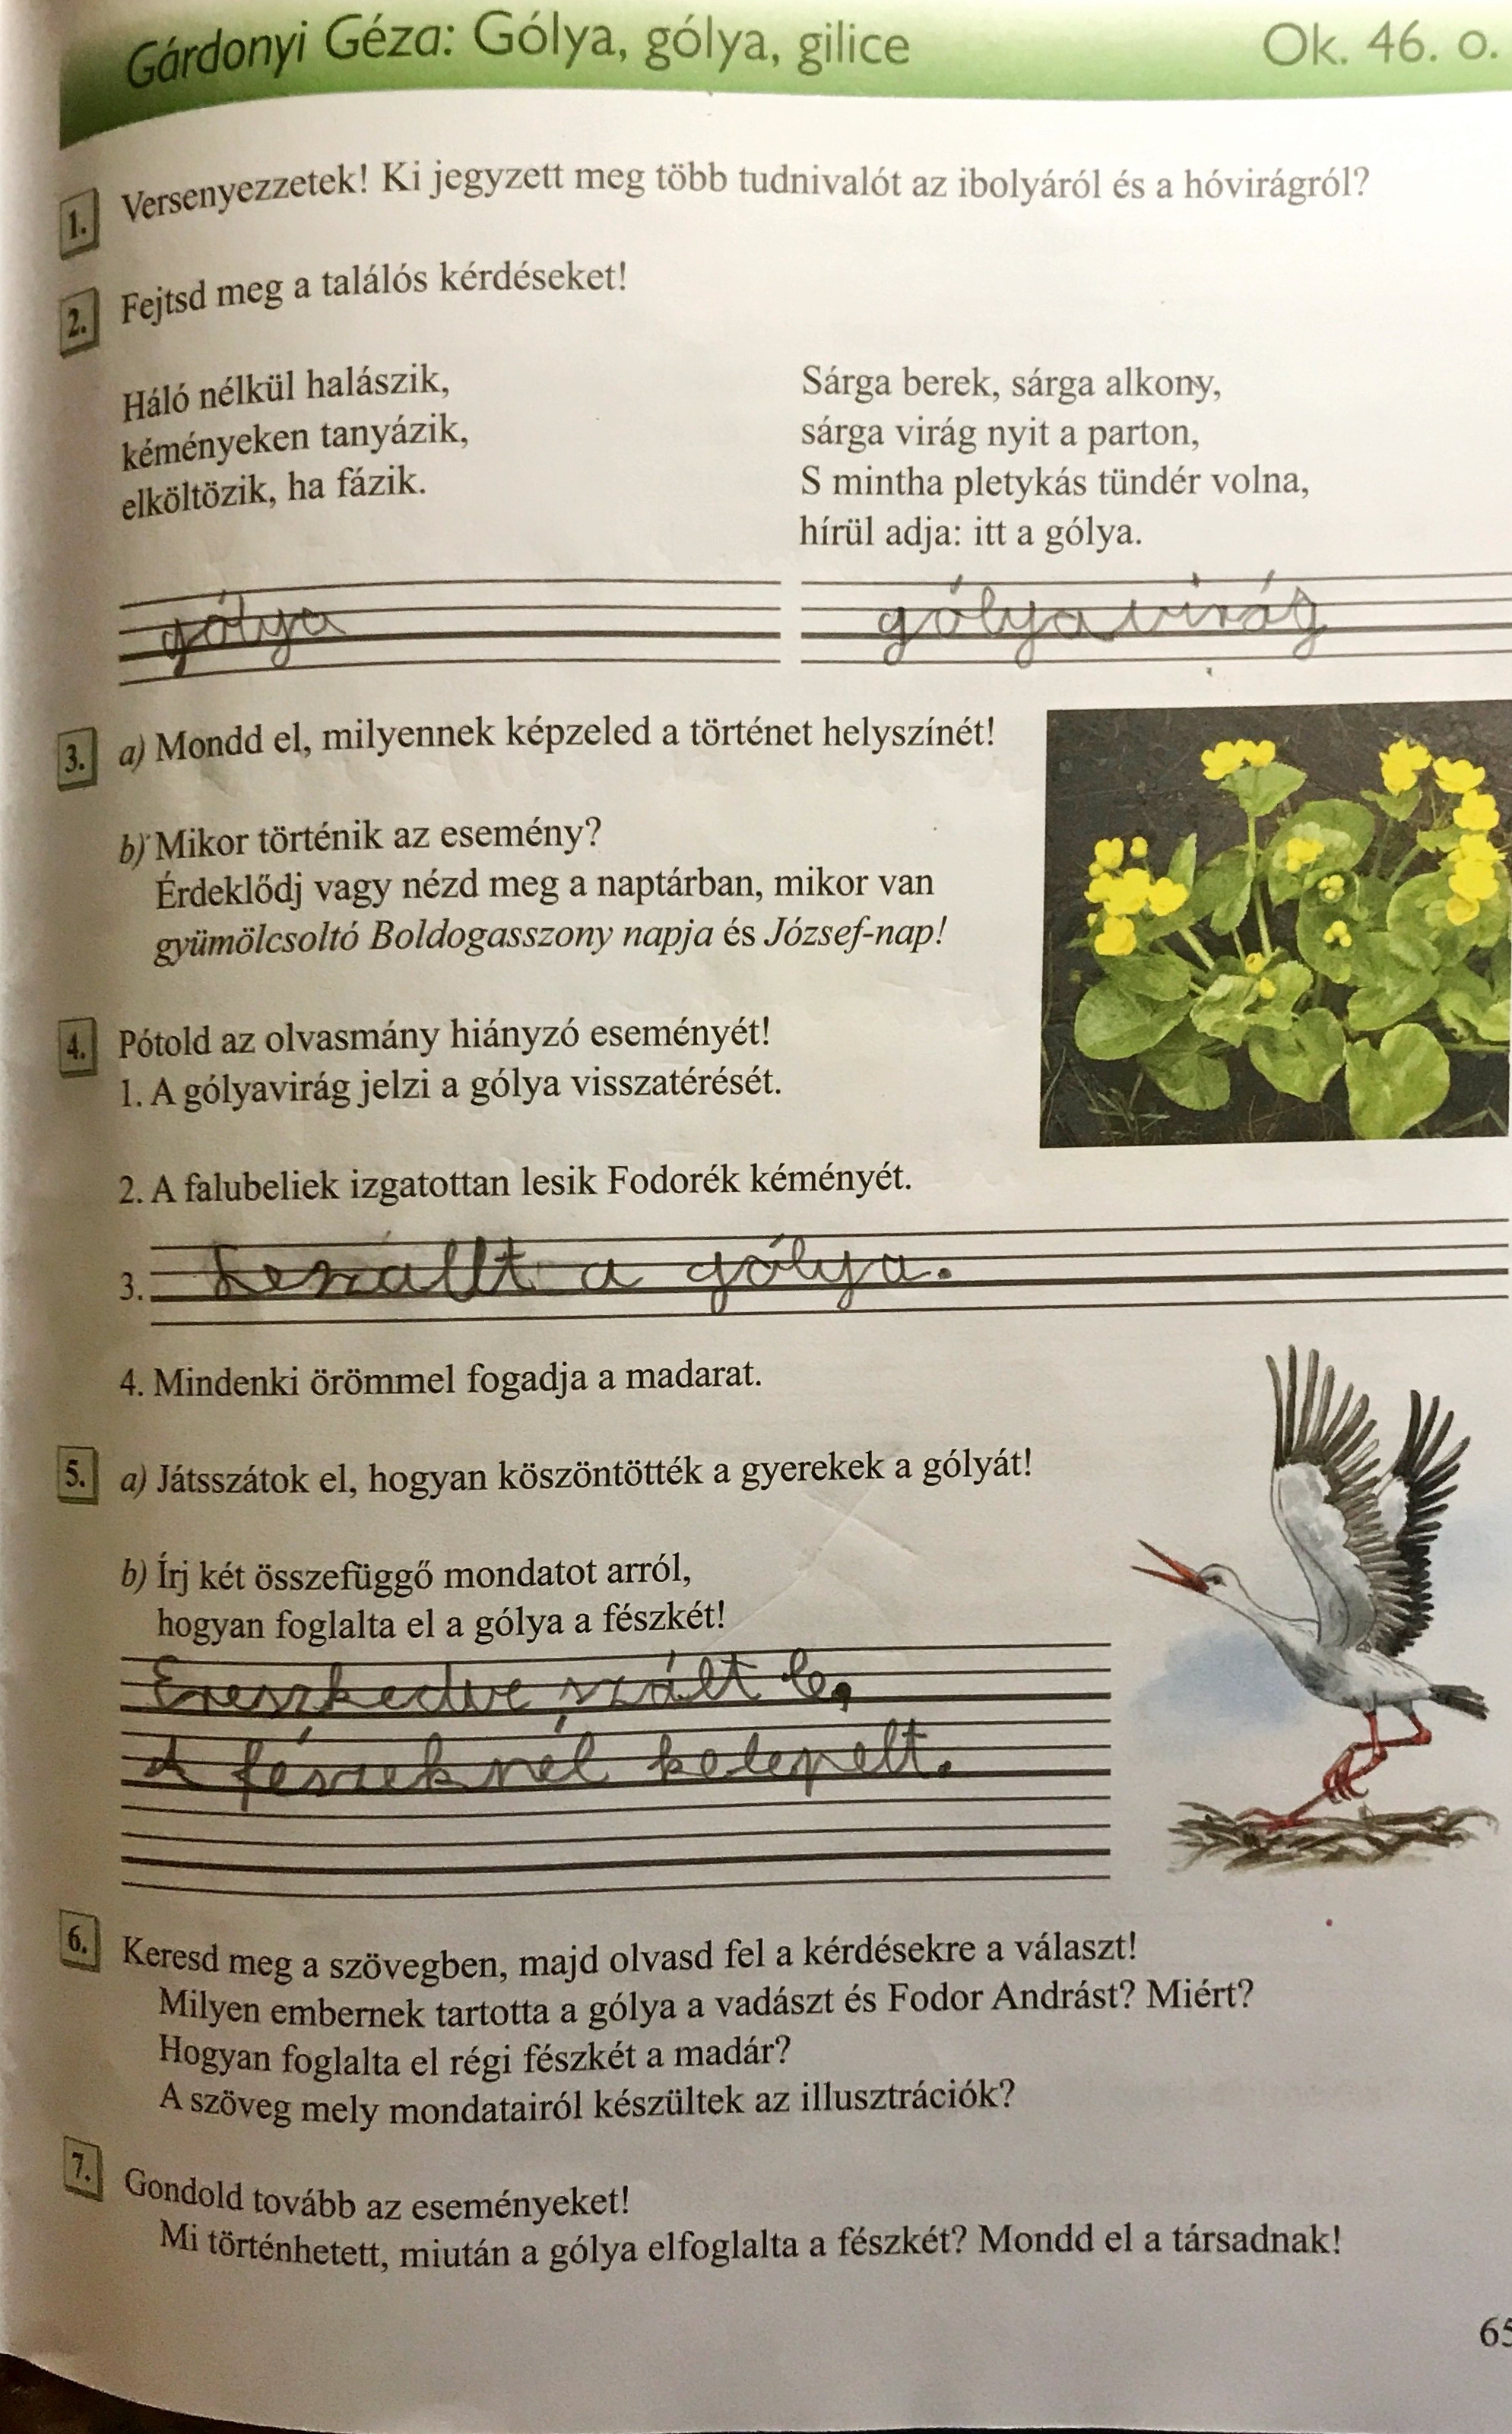 Gárdonyi Géza: Gólya, gólya, gilice
Ok. 46. o.
1. Versenyezzetek! Ki jegyzett meg több tudnivalót az ibolyáról és a hóvirágról?
2. Fejtsd meg a találós kérdéseket!
Háló nélkül halászik,
kéményeken tanyázik,
elköltözik, ha fázik.
gólya
Sárga berek, sárga alkony,
sárga virág nyit a parton,
S mintha pletykás tündér volna,
hírül adja: itt a gólya.
gólyavirág
3. a) Mondd el, milyennek képzeled a történet helyszínét!
b) Mikor történik az esemény?
Érdeklődj vagy nézd meg a naptárban, mikor van
gyümölcsoltó Boldogasszony napja és József-nap!
4. Pótold az olvasmány hiányzó eseményét!
1. A gólyavirág jelzi a gólya visszatérését.
2. A falubeliek izgatottan lesik Fodorék kéményét.
3. a gólya.
4. Mindenki örömmel fogadja a madarat.
5. a) Játsszátok el, hogyan köszöntötték a gyerekek a gólyát!
b) Írj két összefüggő mondatot arról,
hogyan foglalta el a gólya a fészkét!
Ereszkedve szált le,
A fészeknél kelepelt.
6. Keresd meg a szövegben, majd olvasd fel a kérdésekre a választ!
Milyen embernek tartotta a gólya a vadászt és Fodor Andrást? Miért?
Hogyan foglalta el régi fészkét a madár?
A szöveg mely mondatairól készültek az illusztrációk?
7. Gondold tovább az eseményeket!
Mi történhetett, miután a gólya elfoglalta a fészkét? Mondd el a társadnak!
65